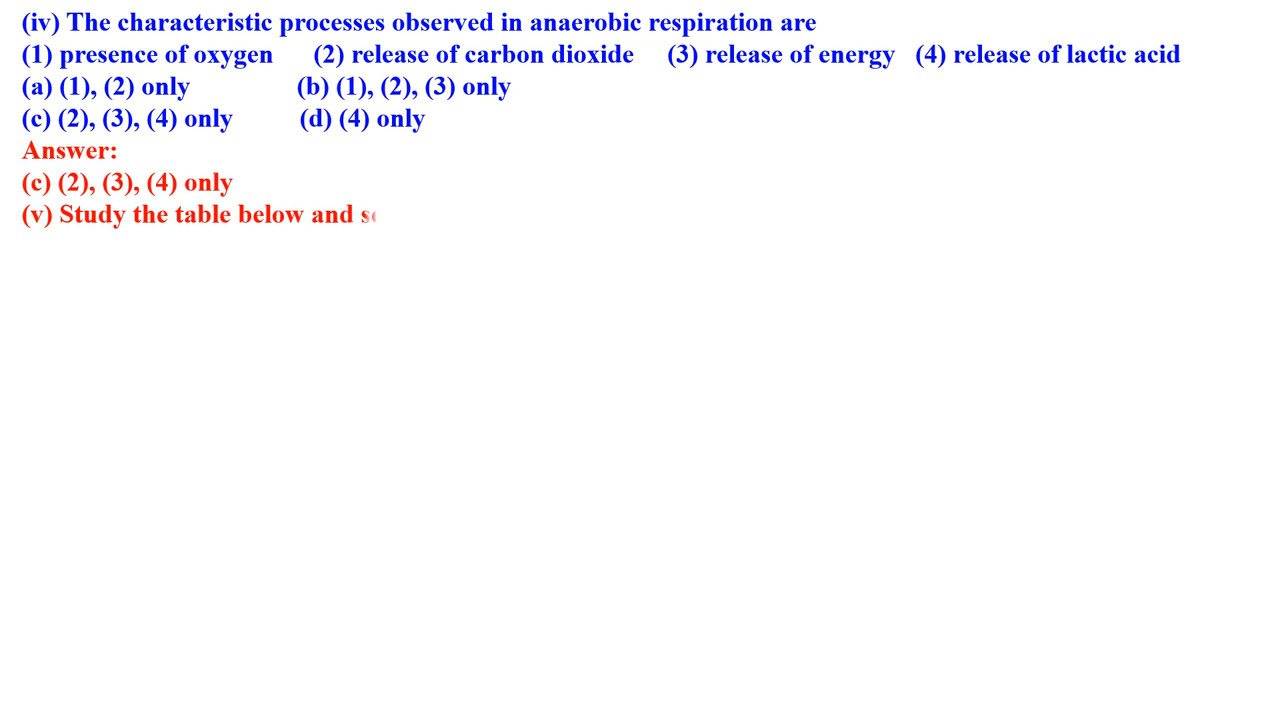 (iv) The characteristic processes observed in anaerobic respiration are
(1) presence of oxygen (2) release of carbon dioxide (3) release of energy (4) release of lactic acid
(a) (1), (2) only (b) (1), (2), (3) only
(c) (2), (3), (4) only (d) (4) only
Answer:
(c) (2), (3), (4) only
(v) Study the table below and